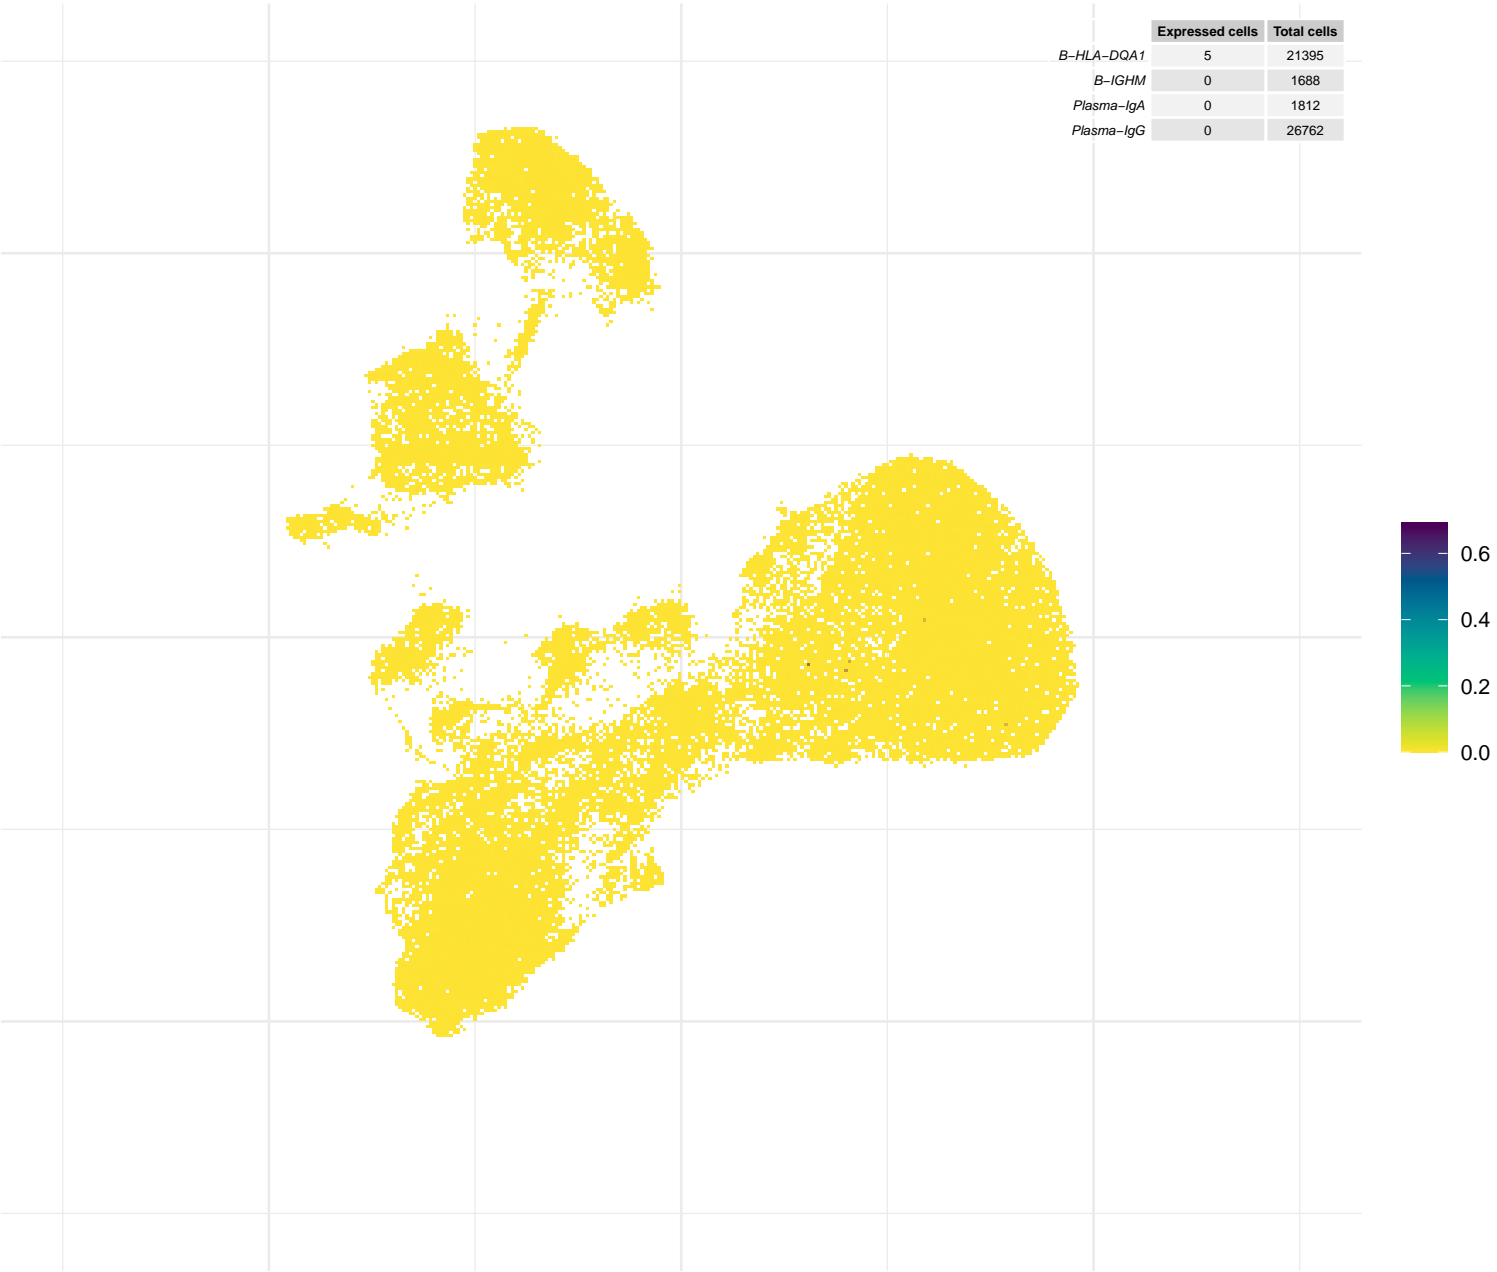 Expressed cells Total cells
B−HLA−DQA1 5 21395
B−IGHM 0 1688
Plasma−IgA 0 1812
Plasma−IgG 0 26762
0.6
0.4
0.2
0.0